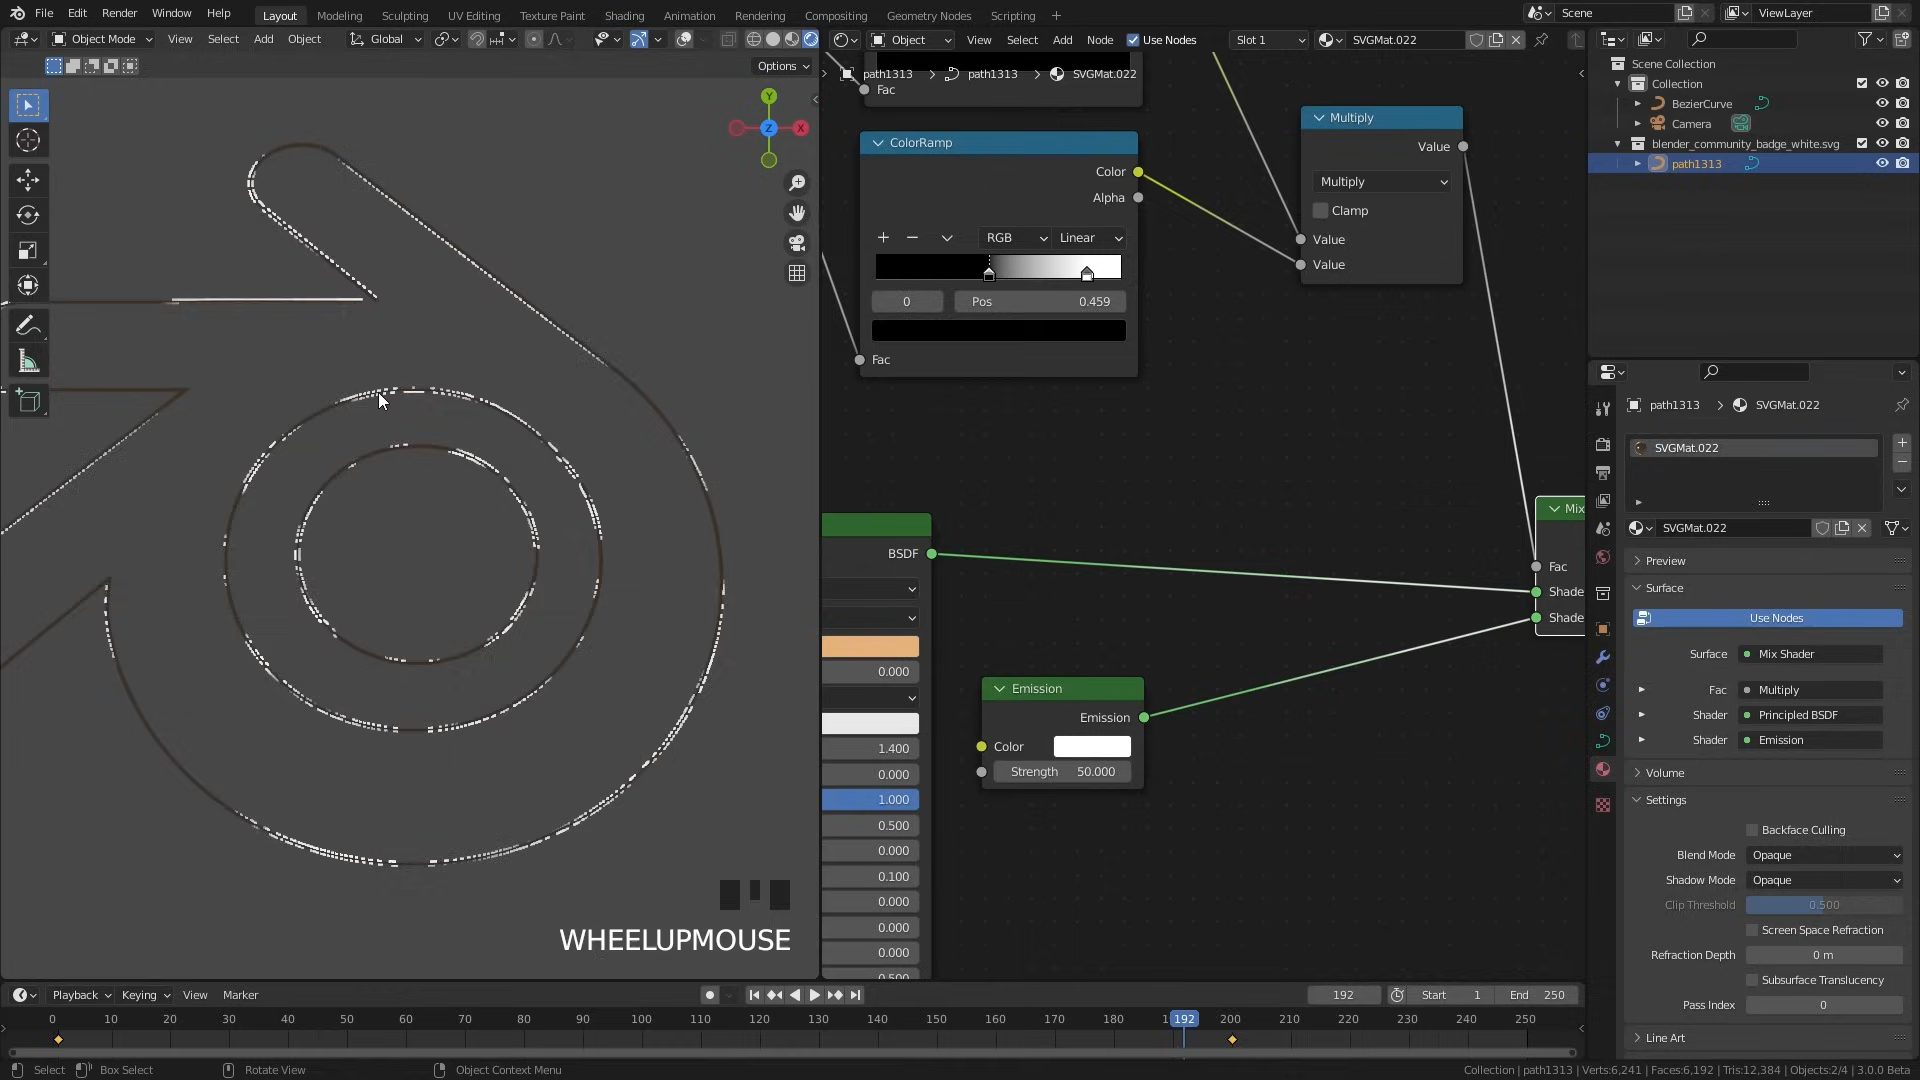 File Edit Render Window Help Layout Modeling Sculpting UV Editing Texture Paint Shading Animation Rendering Compositing Geometry Nodes Scripting + Scene ViewLayer
Object Mode View Select Add Object Global Object View Select Add Node Use Nodes Slot 1 SVGMat.022
Options
path1313 > path1313 > SVGMat.022
Y
Z
X
Fac
ColorRamp
Color
Alpha
RGB Linear
0 Pos 0.459
Fac
Multiply
Value
Multiply
Clamp
Value
Value
Mix
Fac
Shade
Shade
BSDF
0.000
1.400
0.000
1.000
0.500
0.000
0.100
0.000
0.000
0.000
0.500
Emission
Emission
Color
Strength 50.000
WHEELUPMOUSE
Scene Collection
Collection
BezierCurve
Camera
blender_community_badge_white.svg
path1313
path1313 > SVGMat.022
SVGMat.022
SVGMat.022
Preview
Surface
Use Nodes
Surface Mix Shader
Fac Multiply
Shader Principled BSDF
Shader Emission
Volume
Settings
Backface Culling
Blend Mode Opaque
Shadow Mode Opaque
Clip Threshold 0.500
Screen Space Refraction
Refraction Depth 0 m
Subsurface Translucency
Pass Index 0
Line Art
Playback Keying View Marker 192 Start 1 End 250
0 10 20 30 40 50 60 70 80 90 100 110 120 130 140 150 160 170 180 192 200 210 220 230 240 250
Select Box Select Rotate View Object Context Menu Collection | path1313 | Verts:6,241 | Faces:6,192 | Tris:12,384 | Objects:2/4 | 3.0.0 Beta